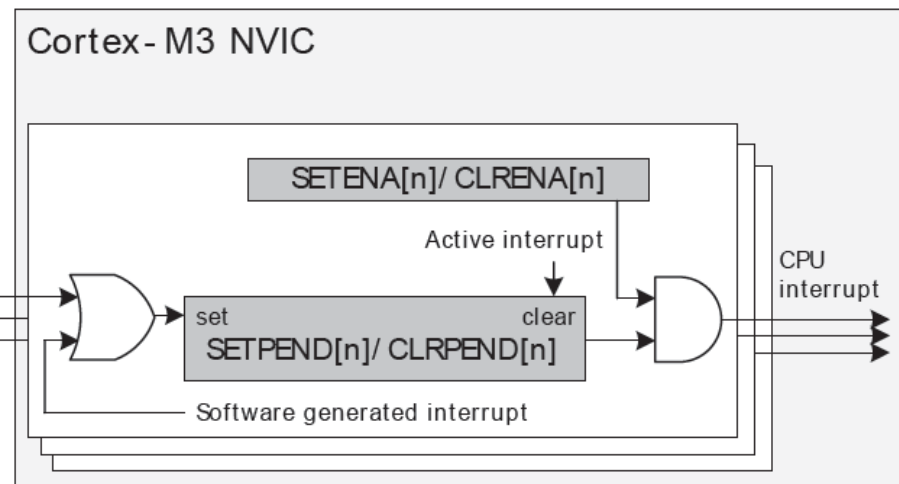 Cortex- M3 NVIC
SETENA[n]/ CLRENA[n]
Active interrupt
CPU
interrupt
set
clear
SETPEND[n]/ CLRPEND[n]
Software generated interrupt